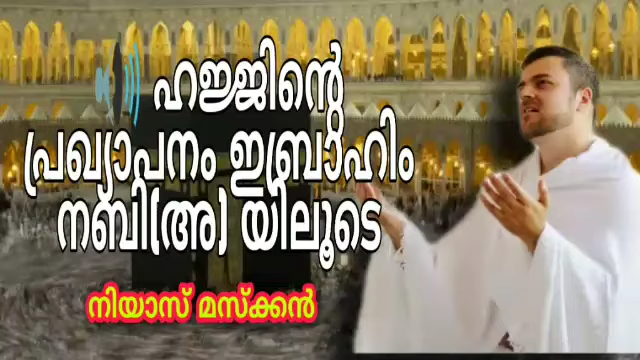 ഹജ്ജിന്റെ
പ്രഖ്യാപനം ഇബ്രാഹിം
നബി(അ) യിലൂടെ
നിയാസ് മസ്ക്കൻ